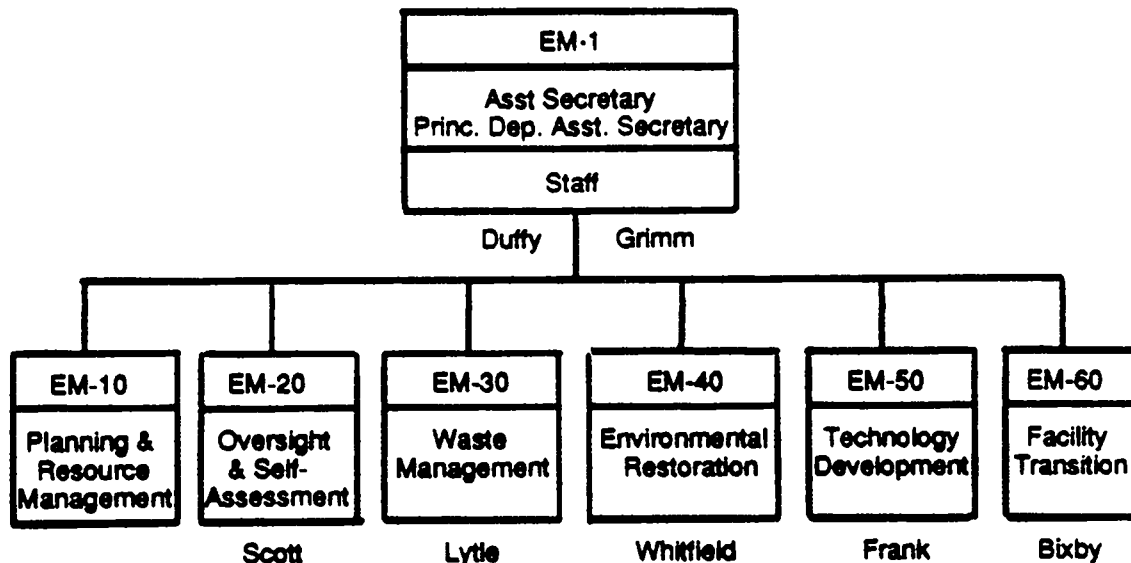 EM-1
Asst Secretary
Princ. Dep. Asst. Secretary
Staff
Duffy Grimm
EM-10
Planning &
Resource
Management
EM-20
Oversight
& Self-
Assessment
Scott
EM-30
Waste
Management
Lytle
EM-40
Environmental
Restoration
Whitfield
EM-50
Technology
Development
Frank
EM-60
Facility
Transition
Bixby